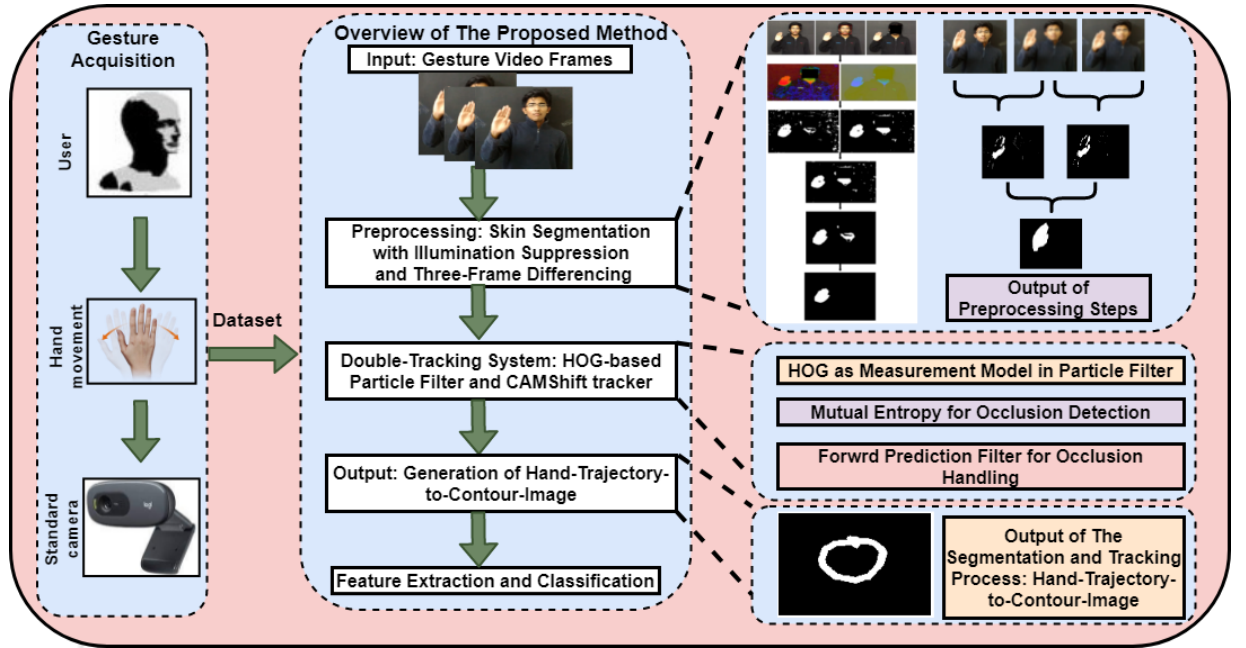 Gesture
Acquisition
User
Hand
movement
Standard
camera
Dataset
Overview of The Proposed Method
Input: Gesture Video Frames
Preprocessing: Skin Segmentation
with Illumination Suppression
and Three-Frame Differencing
Double-Tracking System: HOG-based
Particle Filter and CAMShift tracker
Output: Generation of Hand-Trajectory-
to-Contour-Image
Feature Extraction and Classification
Output of
Preprocessing Steps
HOG as Measurement Model in Particle Filter
Mutual Entropy for Occlusion Detection
Forwrd Prediction Filter for Occlusion
Handling
Output of The
Segmentation and Tracking
Process: Hand-Trajectory-
to-Contour-Image